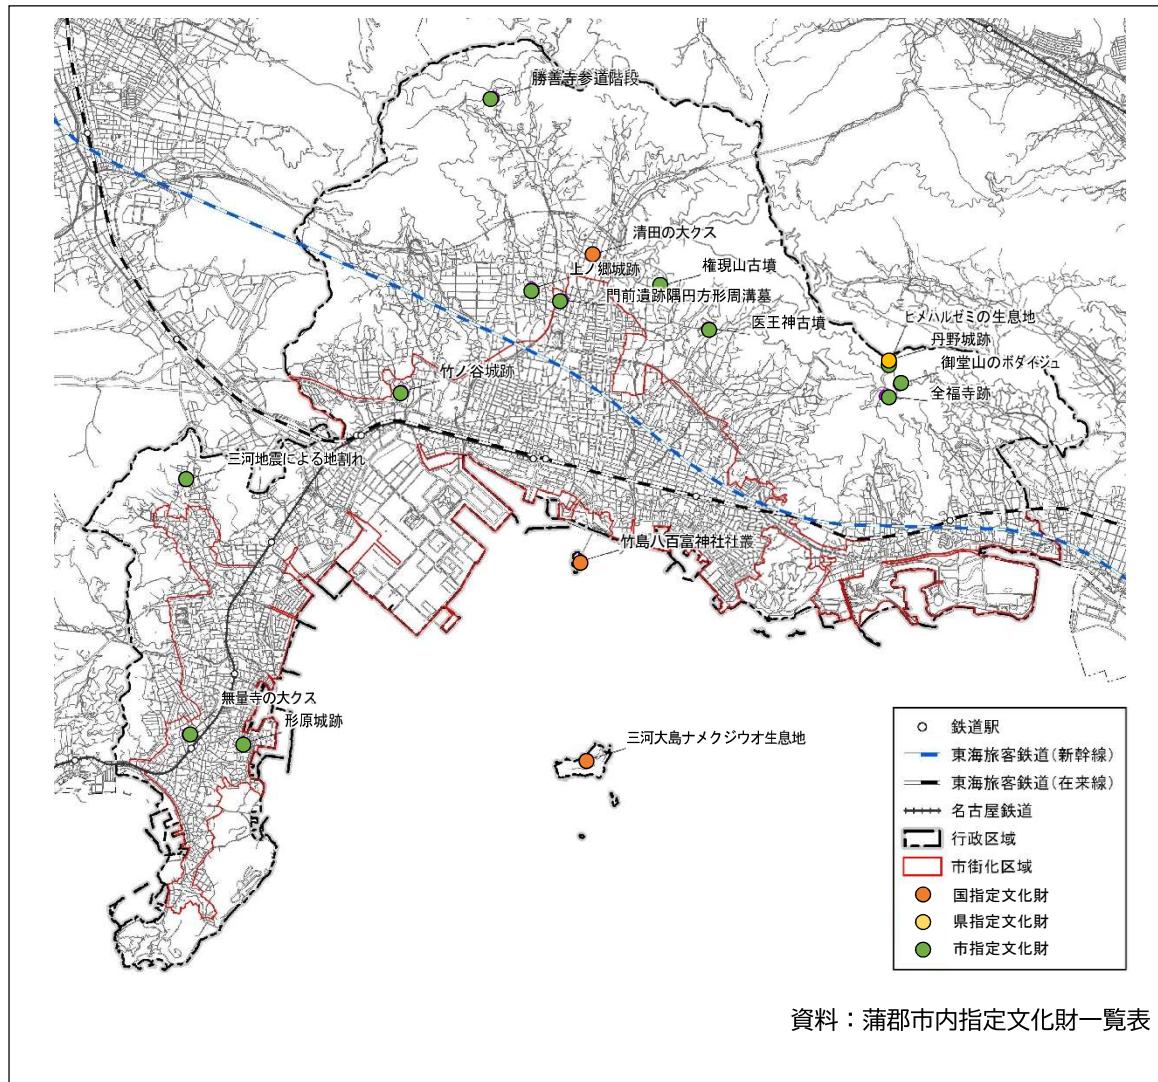 勝善寺参道階段
清田の大クス
上ノ郷城跡
権現山古墳
門前遺跡隅円方形周溝墓
医王神古墳
ヒメハルゼミの生息地
丹野城跡
御堂山のボダイジュ
全福寺跡
竹ノ谷城跡
三河地震による地割れ
竹島八百富神社社叢
無量寺の大クス
形原城跡
三河大島ナメクジウオ生息地
鉄道駅
東海旅客鉄道(新幹線)
東海旅客鉄道(在来線)
名古屋鉄道
行政区域
市街化区域
国指定文化財
県指定文化財
市指定文化財
資料:蒲郡市内指定文化財一覧表